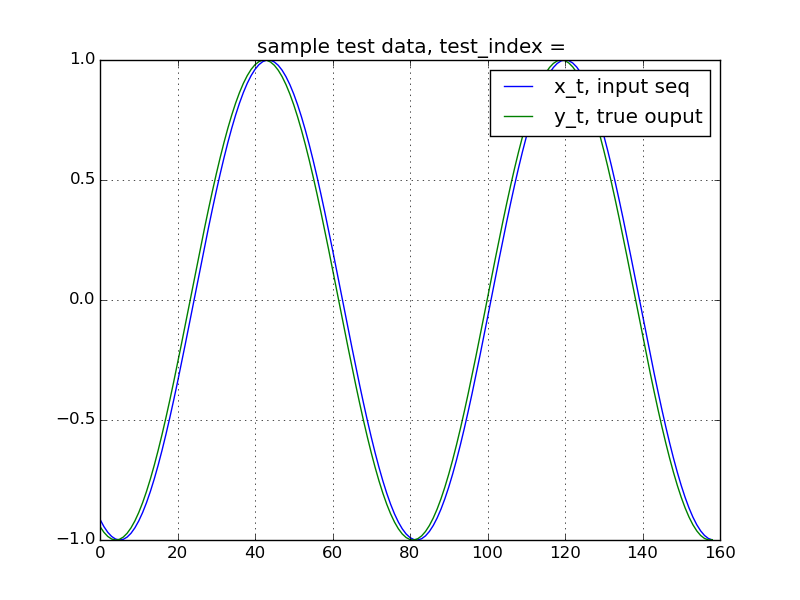 sample test data, test_index =
x_t, input seq
y_t, true ouput
1.0
0.5
0.0
−0.5
−1.0
0 20 40 60 80 100 120 140 160